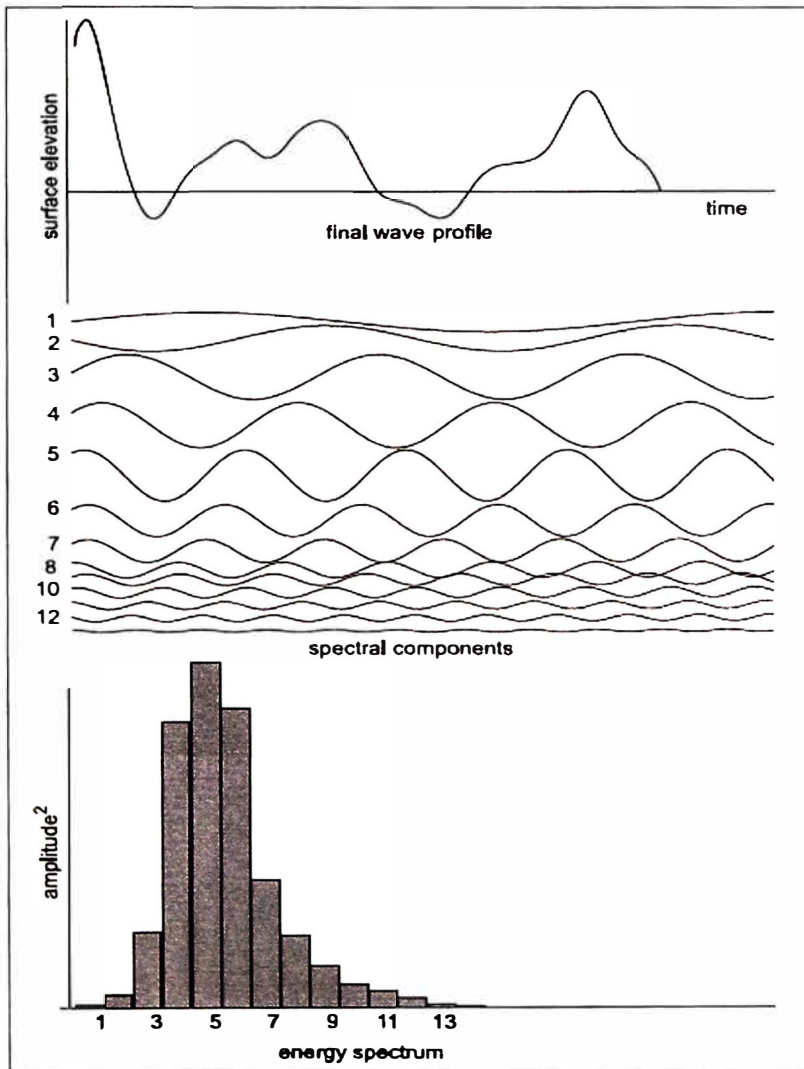 surface elevation
time
final wave profile
1
2
3
4
5
6
7
8
10
12
spectral components
amplitude²
1 3 5 7 9 11 13
energy spectrum